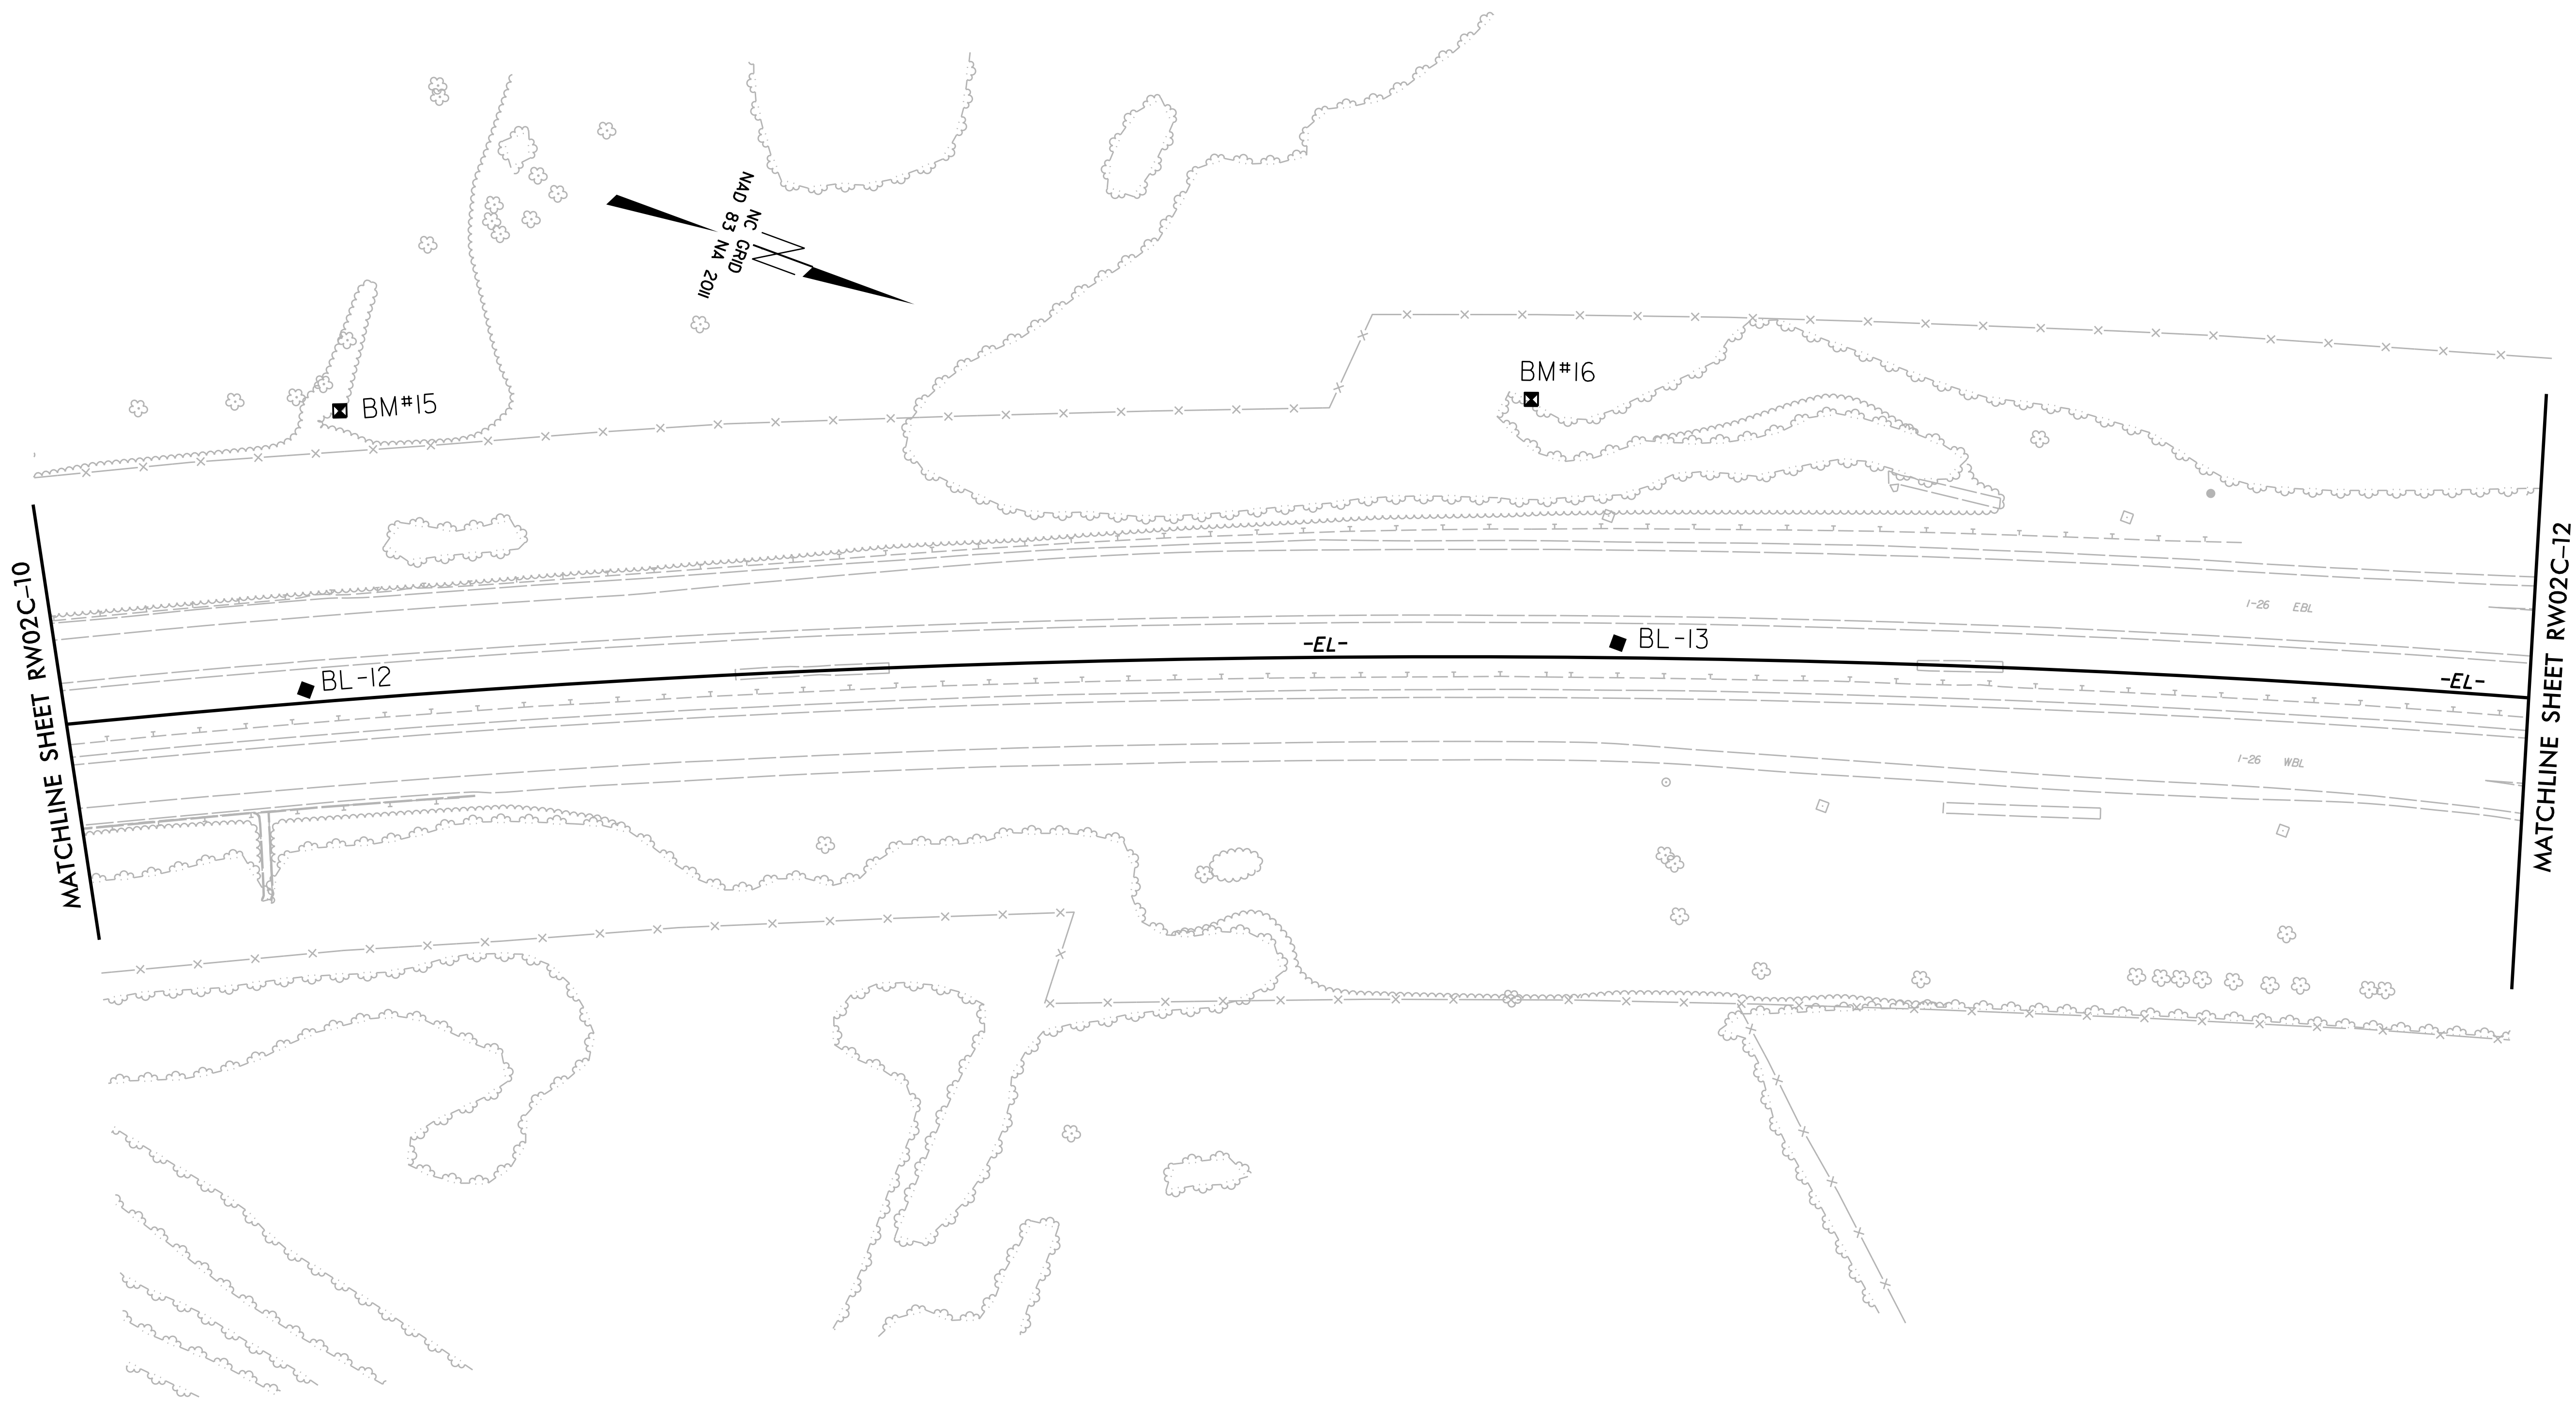 NC GRID
NAD 83 NA 2011
BM#15
BM#16
MATCHLINE SHEET RW02C-10
MATCHLINE SHEET RW02C-12
I-26 EBL
-EL-
BL-13
BL-12
-EL-
I-26 WBL